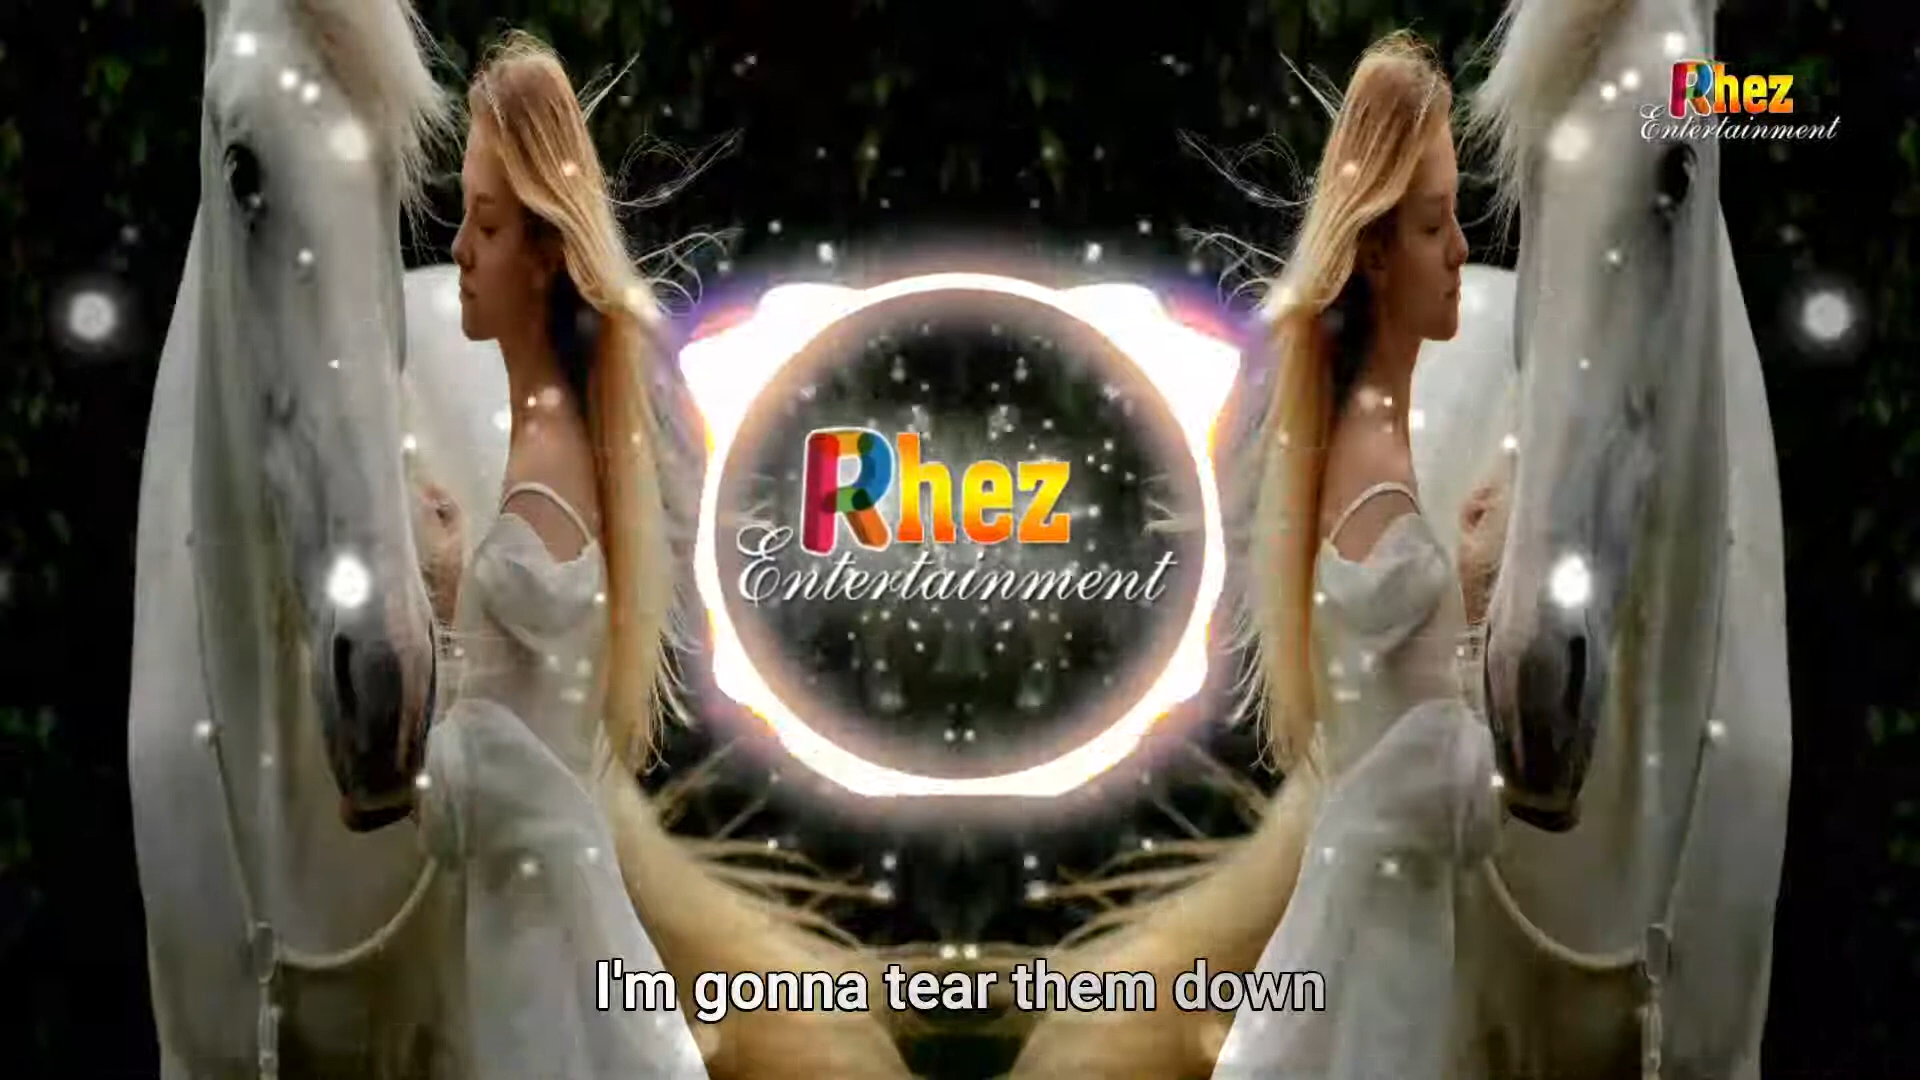 Rhez
Entertainment
Rhez
Entertainment
I'm gonna tear them down